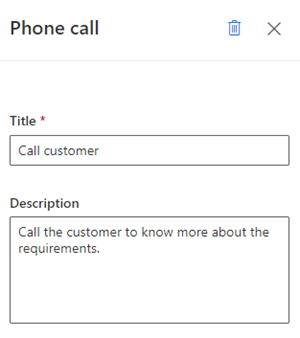 Phone call
Title *
Call customer
Description
Call the customer to know more about the
requirements.